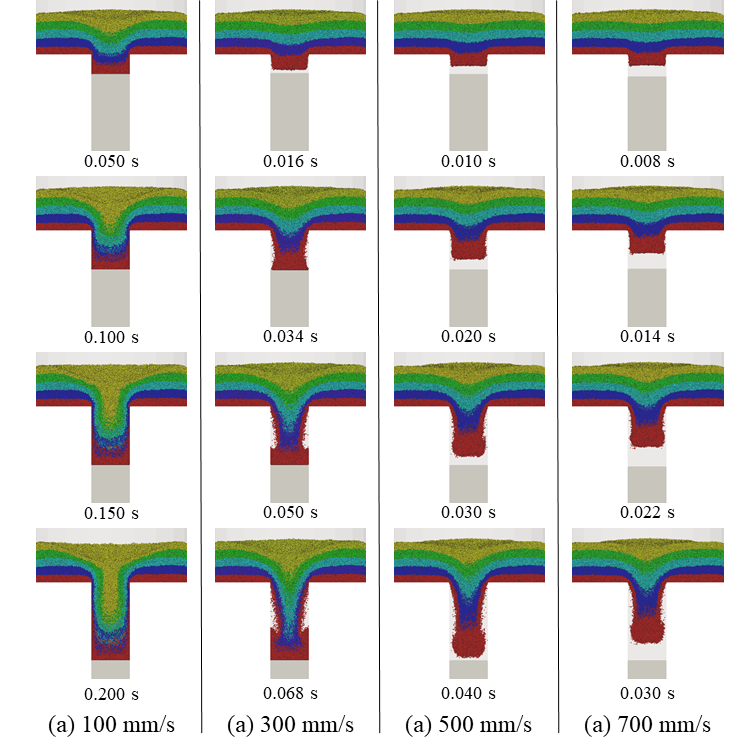 0.050 s
0.016 s
0.010 s
0.008 s
0.100 s
0.034 s
0.020 s
0.014 s
0.150 s
0.050 s
0.030 s
0.022 s
0.200 s
0.068 s
0.040 s
0.030 s
(a) 100 mm/s
(a) 300 mm/s
(a) 500 mm/s
(a) 700 mm/s